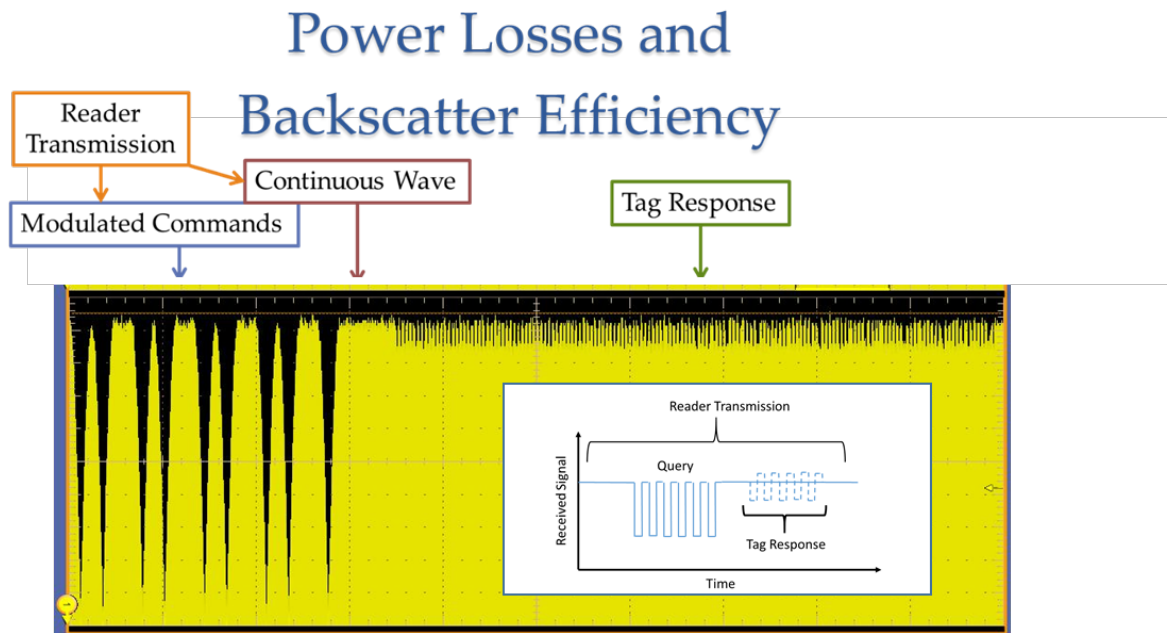 Power Losses and
Backscatter Efficiency
Reader
Transmission
Continuous Wave
Modulated Commands
Tag Response
Reader Transmission
Query
Received Signal
Tag Response
Time